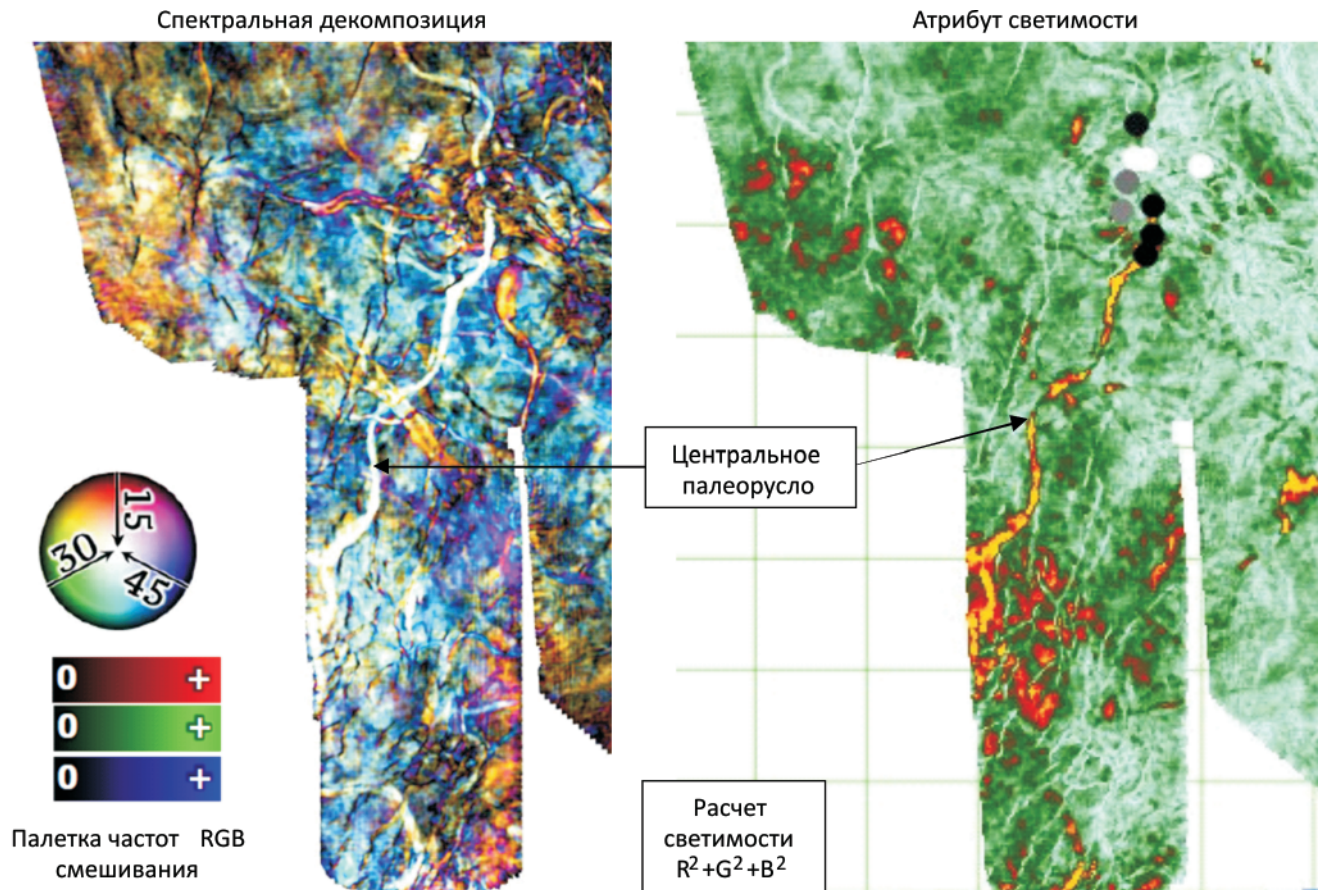 Спектральная декомпозиция
Атрибут светимости
Центральное
палеорусло
15
30
45
0 +
0 +
0 +
Палетка частот RGB
смешивания
Расчет
светимости
R²+G²+B²